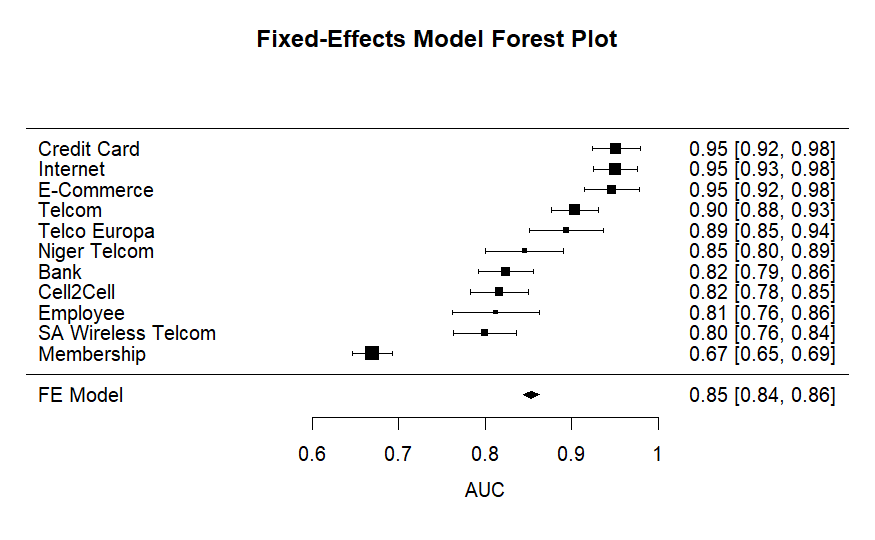 Fixed-Effects Model Forest Plot
Credit Card 0.95 [0.92, 0.98]
Internet 0.95 [0.93, 0.98]
E-Commerce 0.95 [0.92, 0.98]
Telcom 0.90 [0.88, 0.93]
Telco Europa 0.89 [0.85, 0.94]
Niger Telcom 0.85 [0.80, 0.89]
Bank 0.82 [0.79, 0.86]
Cell2Cell 0.82 [0.78, 0.85]
Employee 0.81 [0.76, 0.86]
SA Wireless Telcom 0.80 [0.76, 0.84]
Membership 0.67 [0.65, 0.69]
FE Model 0.85 [0.84, 0.86]
0.6 0.7 0.8 0.9 1
AUC